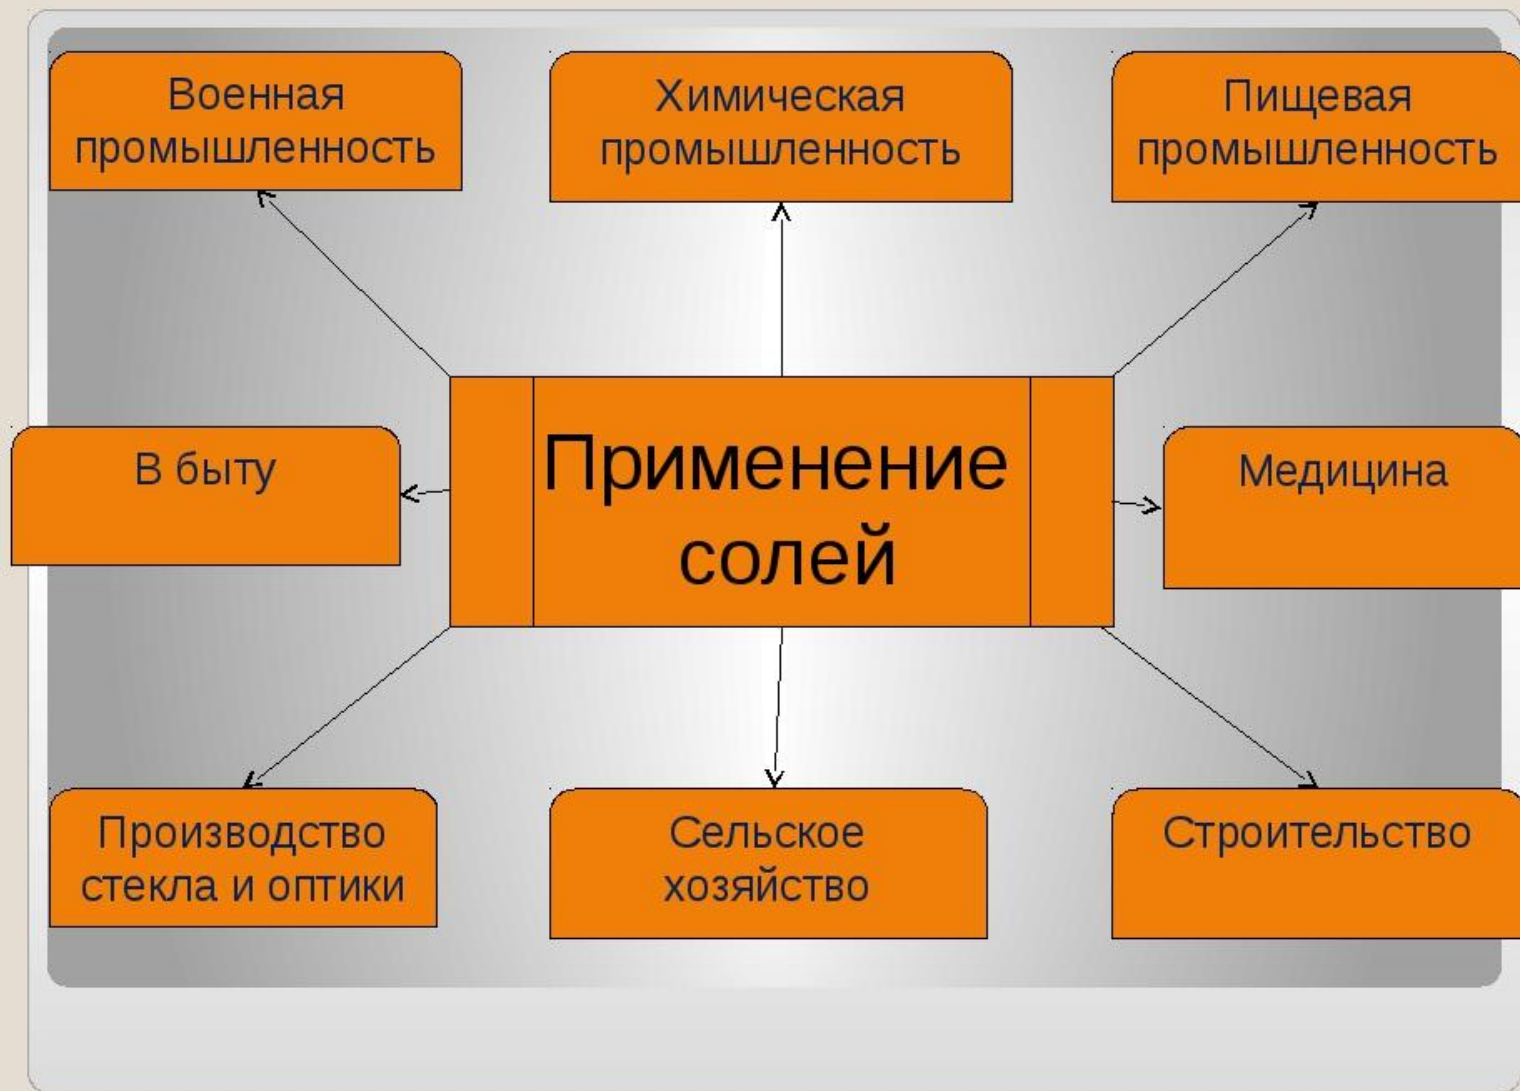 Военная
промышленность
Химическая
промышленность
Пищевая
промышленность
В быту
Применение
солей
Медицина
Производство
стекла и оптики
Сельское
хозяйство
Строительство